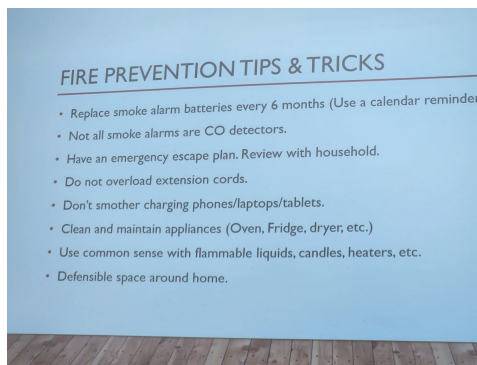 FIRE PREVENTION TIPS & TRICKS
• Replace smoke alarm batteries every 6 months (Use a calendar reminder
• Not all smoke alarms are CO detectors.
• Have an emergency escape plan. Review with household.
• Do not overload extension cords.
• Don't smother charging phones/laptops/tablets.
• Clean and maintain appliances (Oven, Fridge, dryer, etc.)
• Use common sense with flammable liquids, candles, heaters, etc.
• Defensible space around home.